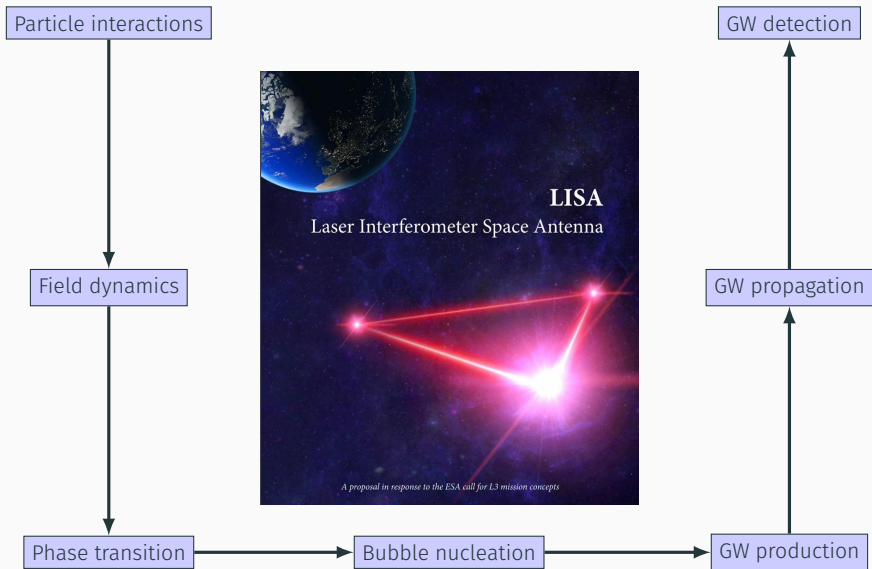 Particle interactions
GW detection
LISA
Laser Interferometer Space Antenna
Field dynamics
GW propagation
A proposal in response to the ESA call for L3 mission concepts
Phase transition
Bubble nucleation
GW production